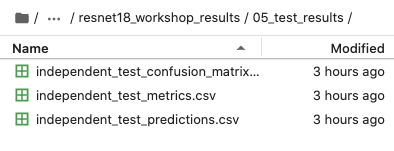 / ··· / resnet18_workshop_results / 05_test_results /
Name Modified
independent_test_confusion_matrix... 3 hours ago
independent_test_metrics.csv 3 hours ago
independent_test_predictions.csv 3 hours ago